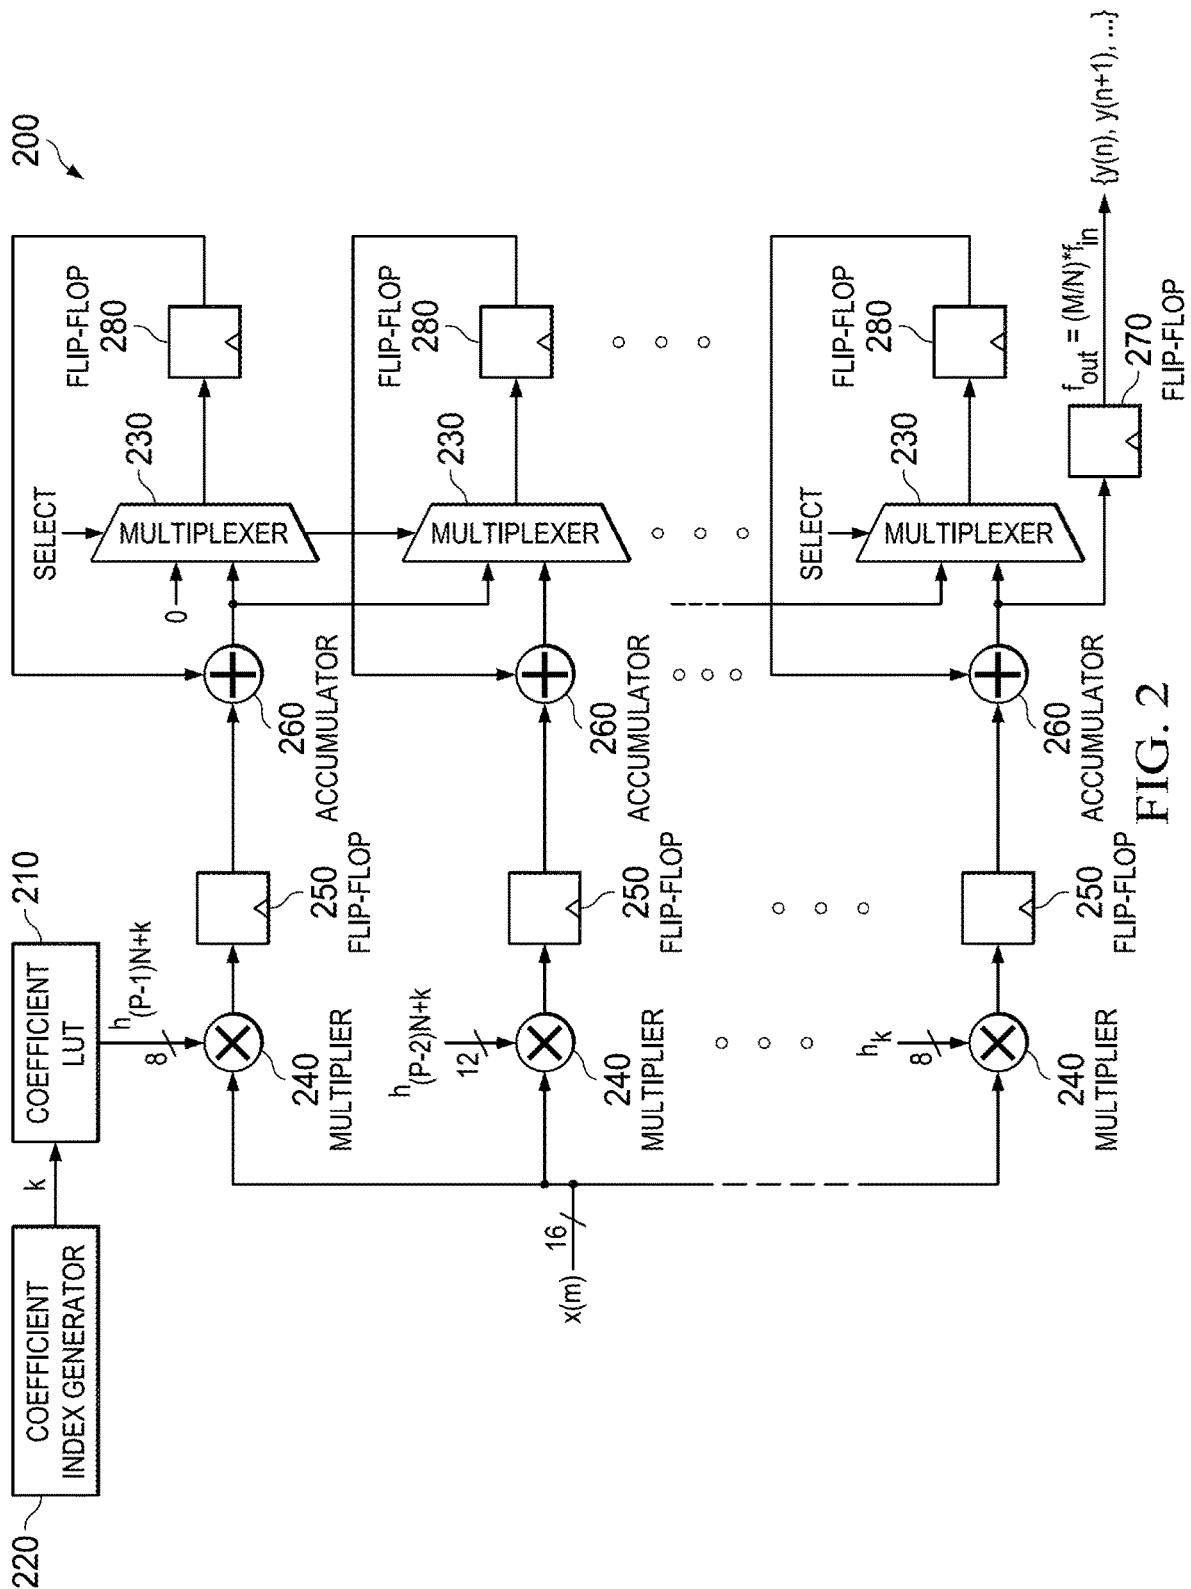 200
220
COEFFICIENT
INDEX GENERATOR
k
COEFFICIENT
LUT
210
h(P-1)N+k
8
240
MULTIPLIER
250
FLIP-FLOP
260
ACCUMULATOR
0
SELECT
MULTIPLEXER
230
FLIP-FLOP
280
h(P-2)N+k
12
240
MULTIPLIER
250
FLIP-FLOP
260
ACCUMULATOR
MULTIPLEXER
230
FLIP-FLOP
280
x(m)
16
hk
8
240
MULTIPLIER
250
FLIP-FLOP
260
ACCUMULATOR
SELECT
MULTIPLEXER
230
FLIP-FLOP
280
fout = (M/N)*fin
{y(n), y(n+1), ...}
270
FLIP-FLOP
FIG. 2